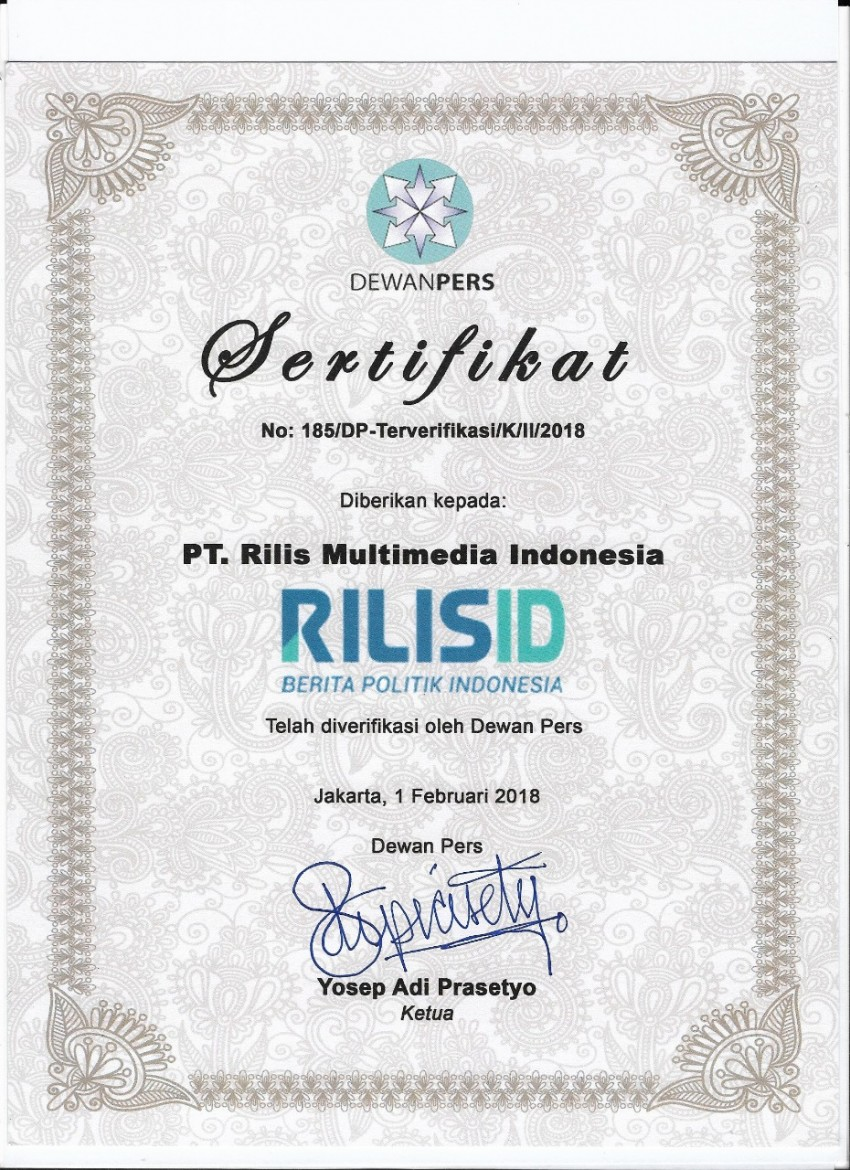 DEWANPERS
Sertifikat
No: 185/DP-Terverifikasi/K/II/2018
Diberikan kepada:
PT. Rilis Multimedia Indonesia
RILISID
BERITA POLITIK INDONESIA
Telah diverifikasi oleh Dewan Pers
Jakarta, 1 Februari 2018
Dewan Pers
Yosep Adi Prasetyo
Ketua